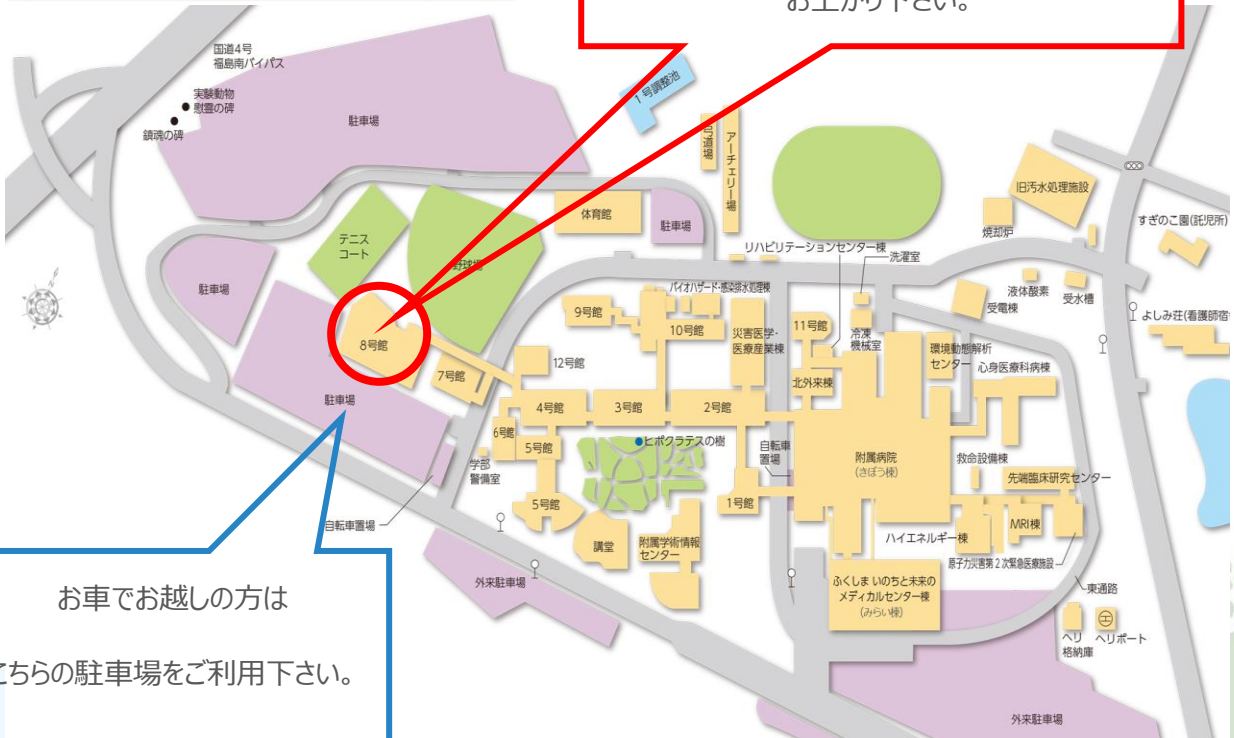 お上がり下さい。
国道4号
福島南バイパス
実験動物
慰霊の碑
鎮魂の碑
駐車場
1号調整池
弓道場
アーチェリー場
体育館
駐車場
テニス
コート
野球場
駐車場
8号館
7号館
駐車場
自転車置場
リハビリテーションセンター棟
洗濯室
旧汚水処理施設
焼却炉
すぎのこ園(託児所)
液体酸素
受水槽
受電棟
よしみ荘(看護師宿
バイオハザード・感染排水処理棟
9号館
10号館
災害医学・
医療産業棟
11号館
冷凍
機械室
環境動態解析
センター
心身医療科病棟
12号館
北外来棟
4号館
3号館
2号館
6号館
5号館
ヒポクラテスの樹
自転車
置場
附属病院
(きぼう棟)
救命設備棟
先端臨床研究センター
学部
警備室
5号館
1号館
講堂
附属学術情報
センター
ハイエネルギー棟
MRI棟
原子力災害第2次緊急医療施設
外来駐車場
ふくしま いのちと未来の
メディカルセンター棟
(みらい棟)
東通路
ヘリ
格納庫
ヘリポート
外来駐車場
お車でお越しの方は
こちらの駐車場をご利用下さい。